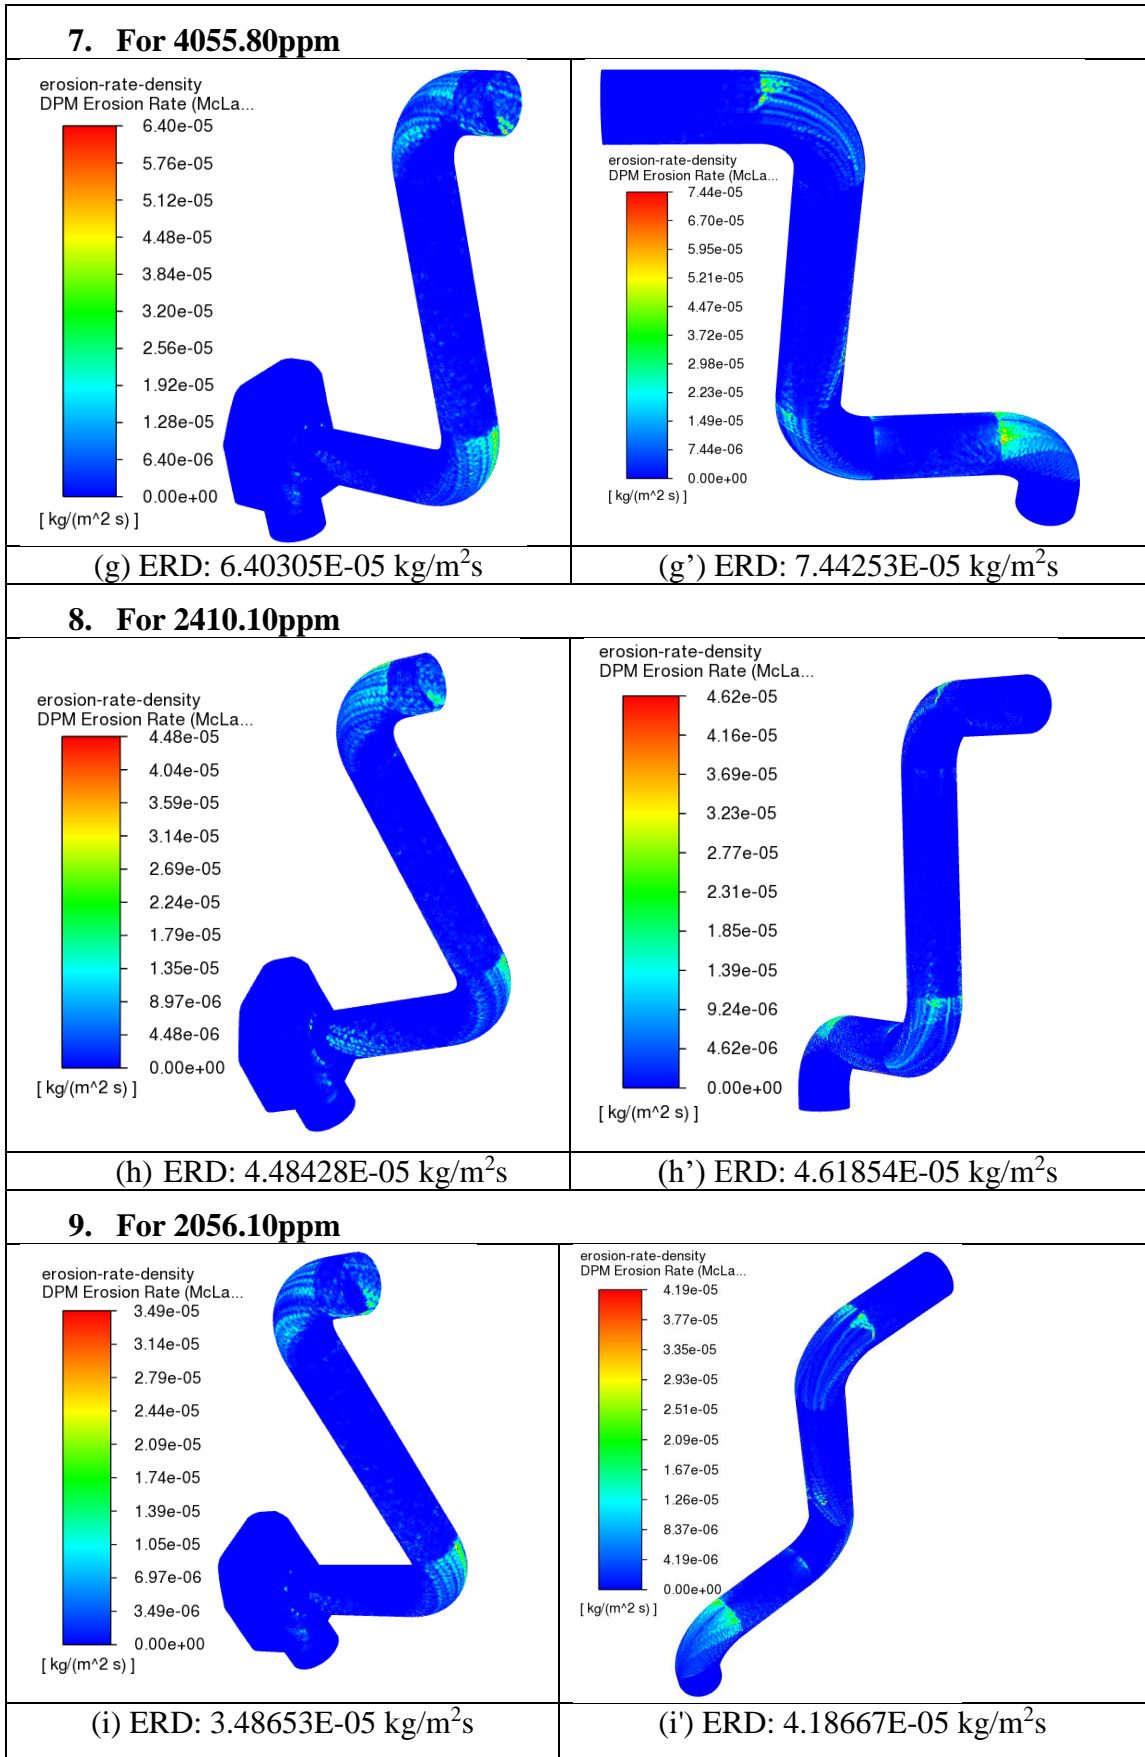 7. For 4055.80ppm
erosion-rate-density
DPM Erosion Rate (McLa...
6.40e-05
5.76e-05
5.12e-05
4.48e-05
3.84e-05
3.20e-05
2.56e-05
1.92e-05
1.28e-05
6.40e-06
0.00e+00
[ kg/(m^2 s) ]
erosion-rate-density
DPM Erosion Rate (McLa...
7.44e-05
6.70e-05
5.95e-05
5.21e-05
4.47e-05
3.72e-05
2.98e-05
2.23e-05
1.49e-05
7.44e-06
0.00e+00
[ kg/(m^2 s) ]
(g) ERD: 6.40305E-05 kg/m²s
(g’) ERD: 7.44253E-05 kg/m²s
8. For 2410.10ppm
erosion-rate-density
DPM Erosion Rate (McLa...
4.48e-05
4.04e-05
3.59e-05
3.14e-05
2.69e-05
2.24e-05
1.79e-05
1.35e-05
8.97e-06
4.48e-06
0.00e+00
[ kg/(m^2 s) ]
erosion-rate-density
DPM Erosion Rate (McLa...
4.62e-05
4.16e-05
3.69e-05
3.23e-05
2.77e-05
2.31e-05
1.85e-05
1.39e-05
9.24e-06
4.62e-06
0.00e+00
[ kg/(m^2 s) ]
(h) ERD: 4.48428E-05 kg/m²s
(h’) ERD: 4.61854E-05 kg/m²s
9. For 2056.10ppm
erosion-rate-density
DPM Erosion Rate (McLa...
3.49e-05
3.14e-05
2.79e-05
2.44e-05
2.09e-05
1.74e-05
1.39e-05
1.05e-05
6.97e-06
3.49e-06
0.00e+00
[ kg/(m^2 s) ]
erosion-rate-density
DPM Erosion Rate (McLa...
4.19e-05
3.77e-05
3.35e-05
2.93e-05
2.51e-05
2.09e-05
1.67e-05
1.26e-05
8.37e-06
4.19e-06
0.00e+00
[ kg/(m^2 s) ]
(i) ERD: 3.48653E-05 kg/m²s
(i') ERD: 4.18667E-05 kg/m²s